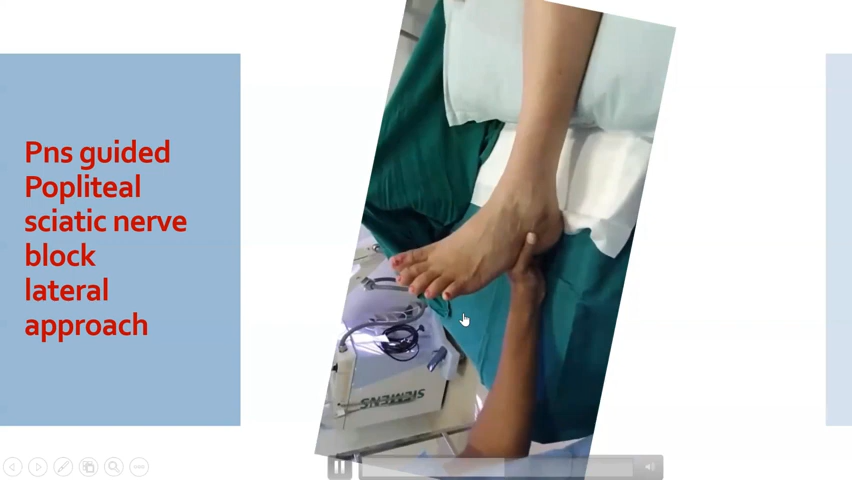 Pns guided
Popliteal
sciatic nerve
block
lateral
approach
SIEMENS